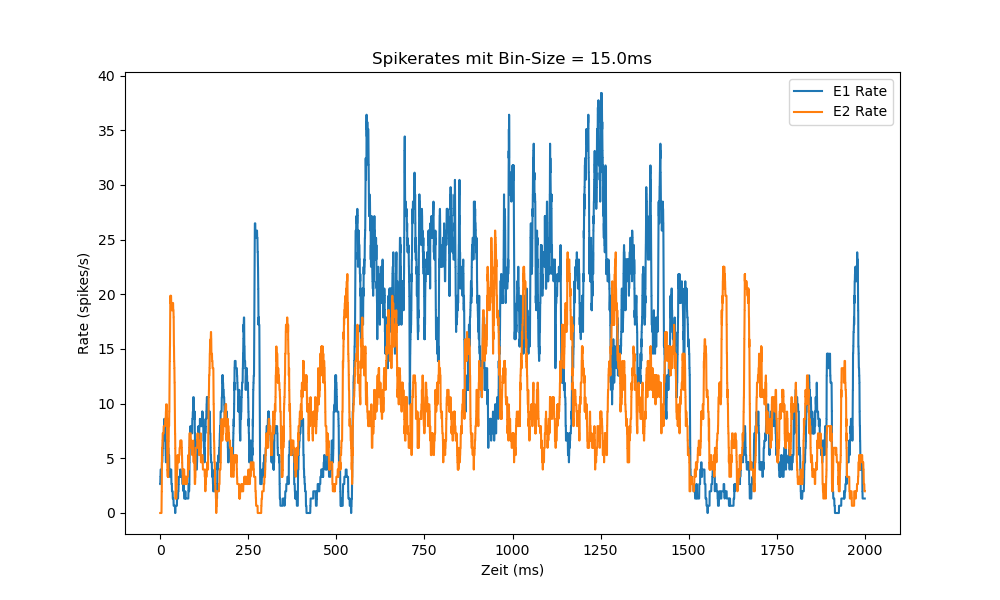 Spikerates mit Bin-Size = 15.0ms
E1 Rate
E2 Rate
Rate (spikes/s)
40
35
30
25
20
15
10
5
0
0 250 500 750 1000 1250 1500 1750 2000
Zeit (ms)